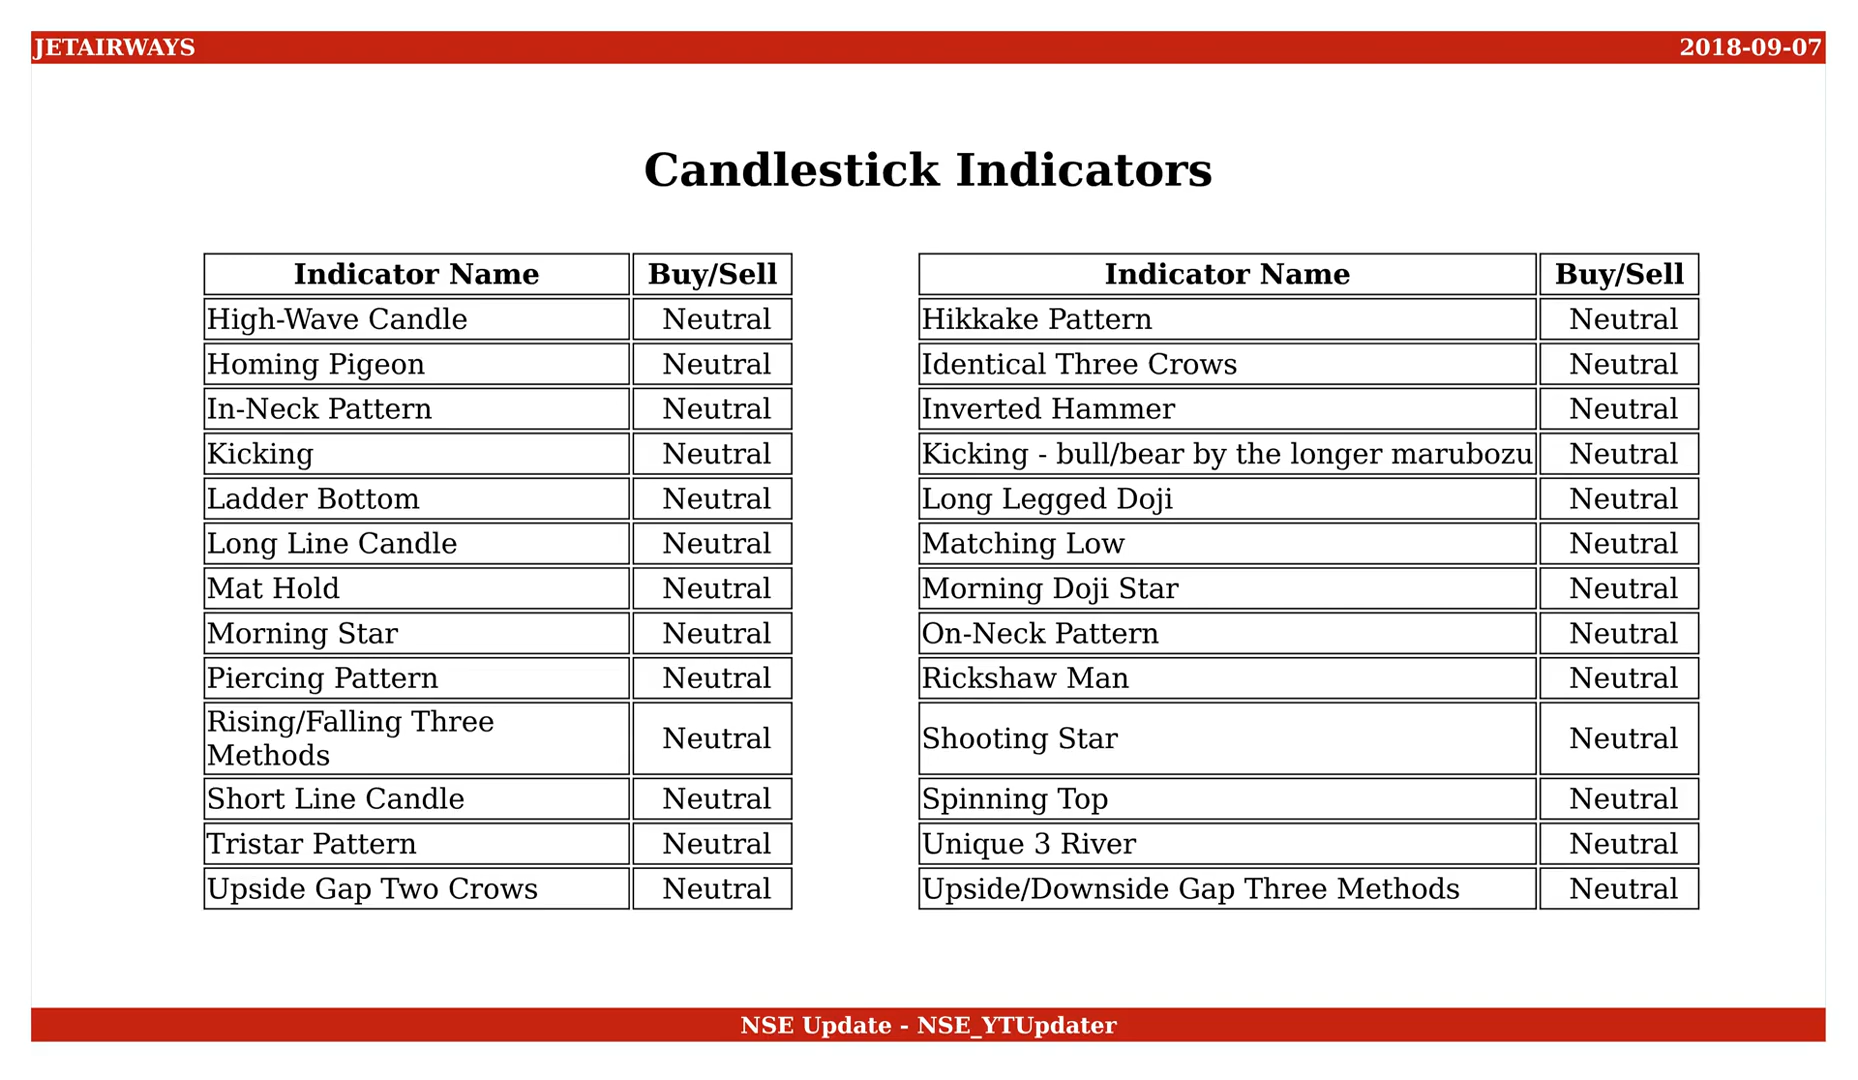 JETAIRWAYS 2018-09-07
Candlestick Indicators
Indicator Name Buy/Sell
High-Wave Candle Neutral
Homing Pigeon Neutral
In-Neck Pattern Neutral
Kicking Neutral
Ladder Bottom Neutral
Long Line Candle Neutral
Mat Hold Neutral
Morning Star Neutral
Piercing Pattern Neutral
Rising/Falling Three
Methods Neutral
Short Line Candle Neutral
Tristar Pattern Neutral
Upside Gap Two Crows Neutral
Indicator Name Buy/Sell
Hikkake Pattern Neutral
Identical Three Crows Neutral
Inverted Hammer Neutral
Kicking - bull/bear by the longer marubozu Neutral
Long Legged Doji Neutral
Matching Low Neutral
Morning Doji Star Neutral
On-Neck Pattern Neutral
Rickshaw Man Neutral
Shooting Star Neutral
Spinning Top Neutral
Unique 3 River Neutral
Upside/Downside Gap Three Methods Neutral
NSE Update - NSE_YTUpdater